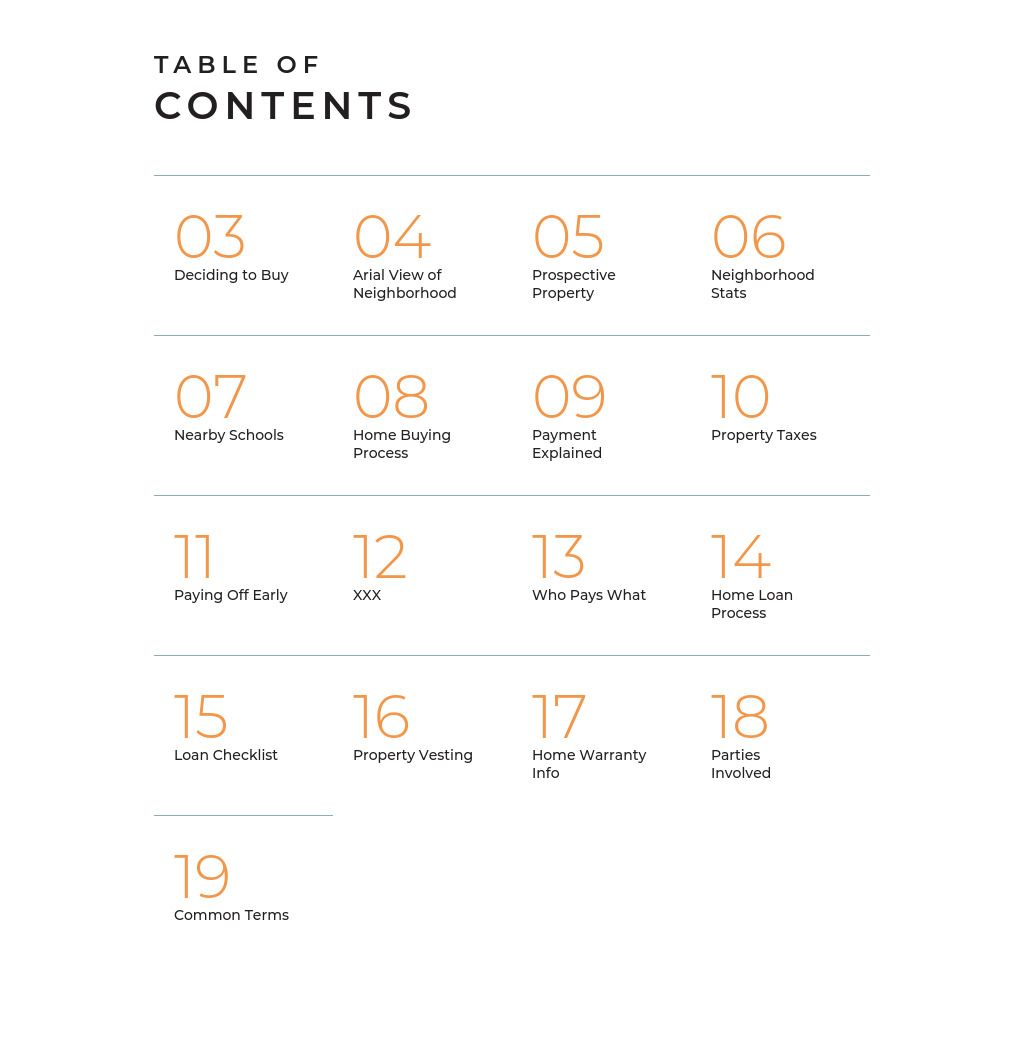 TABLE OF
CONTENTS
03
Deciding to Buy
04
Arial View of
Neighborhood
05
Prospective
Property
06
Neighborhood
Stats
07
Nearby Schools
08
Home Buying
Process
09
Payment
Explained
10
Property Taxes
11
Paying Off Early
12
XXX
13
Who Pays What
14
Home Loan
Process
15
Loan Checklist
16
Property Vesting
17
Home Warranty
Info
18
Parties
Involved
19
Common Terms